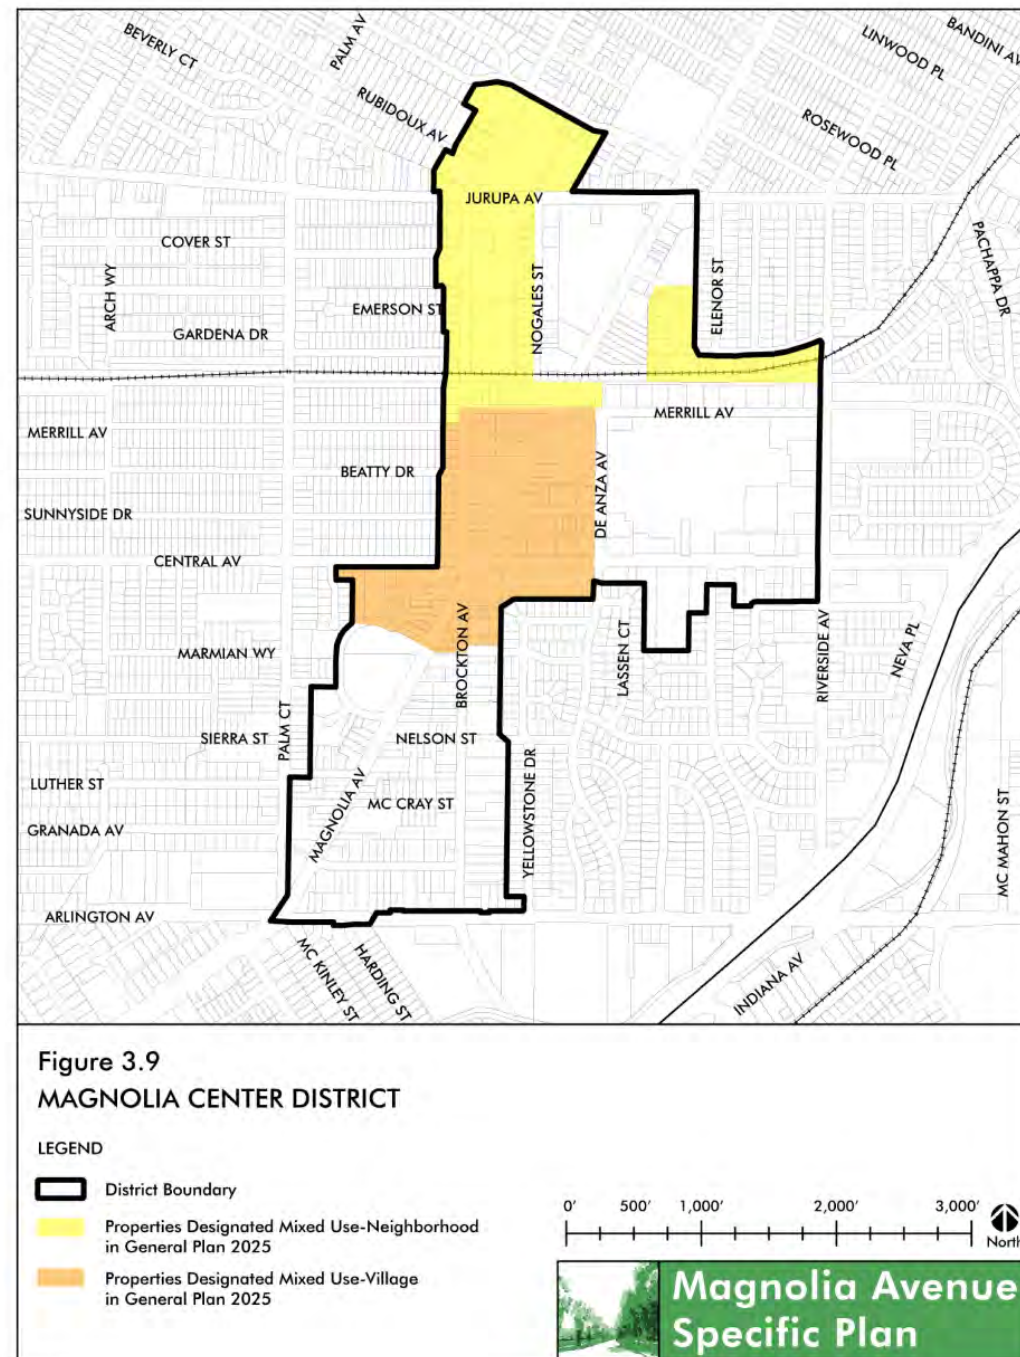 BEVERLY CT
PALM AV
RUBIDOUX AV
LINWOOD PL
BANDINI AV
ROSEWOOD PL
JURUPA AV
COVER ST
ARCH WY
EMERSON ST
GARDENA DR
NOGALES ST
ELENOR ST
PACHAPPA DR
MERRILL AV
MERRILL AV
BEATTY DR
DE ANZA AV
SUNNYSIDE DR
CENTRAL AV
MARMIAN WY
BROCKTON AV
LASSEN CT
RIVERSIDE AV
NEVA PL
SIERRA ST
PALM CT
NELSON ST
LUTHER ST
MAGNOLIA AV
MC CRAY ST
GRANADA AV
YELLOWSTONE DR
MC MAHON ST
ARLINGTON AV
MC KINLEY ST
HARDING ST
INDIANA AV
Figure 3.9
MAGNOLIA CENTER DISTRICT
LEGEND
District Boundary
Properties Designated Mixed Use-Neighborhood
in General Plan 2025
Properties Designated Mixed Use-Village
in General Plan 2025
0' 500' 1,000' 2,000' 3,000'
North
Magnolia Avenue
Specific Plan